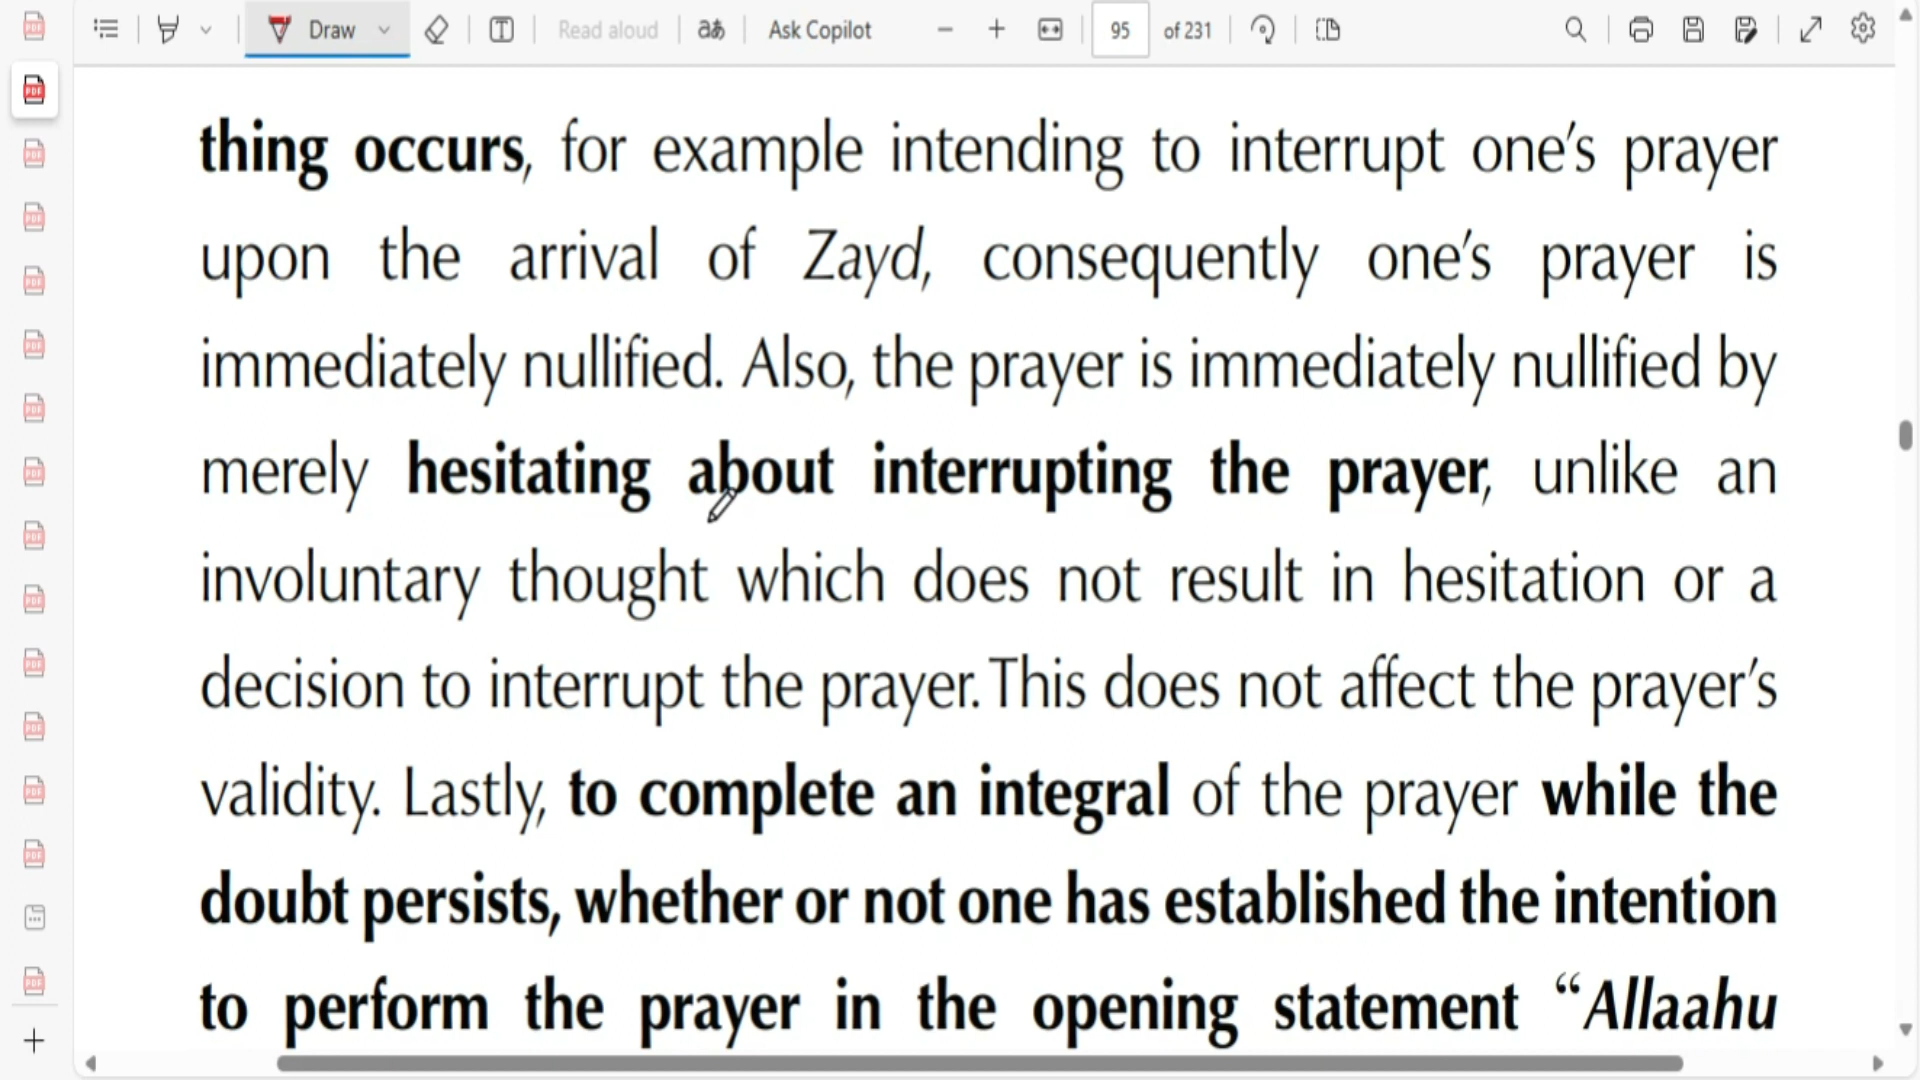 Draw
Read aloud
aあ
Ask Copilot
95
of 231
thing occurs, for example intending to interrupt one's prayer
upon the arrival of Zayd, consequently one's prayer is
immediately nullified. Also, the prayer is immediately nullified by
merely hesitating about interrupting the prayer, unlike an
involuntary thought which does not result in hesitation or a
decision to interrupt the prayer. This does not affect the prayer's
validity. Lastly, to complete an integral of the prayer while the
doubt persists, whether or not one has established the intention
to perform the prayer in the opening statement “Allaahu